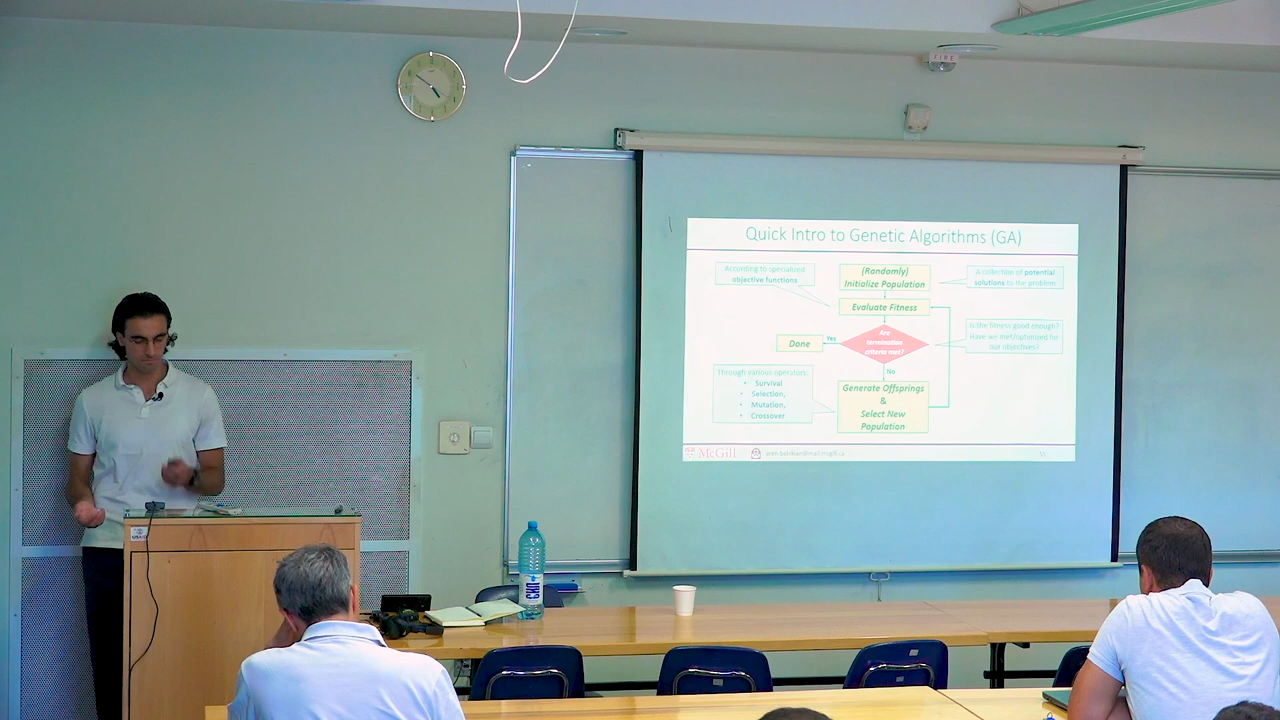 FIRE
Quick Intro to Genetic Algorithms (GA)
According to specialized
objective functions
(Randomly)
Initialize Population
A collection of potential
solutions to the problem
Evaluate Fitness
Is the fitness good enough?
Have we met/optimized for
our objectives?
Done
Yes
Are
termination
criteria met?
No
Through various operators:
• Survival
• Selection,
• Mutation,
• Crossover
Generate Offsprings
&
Select New
Population
McGill
USAID